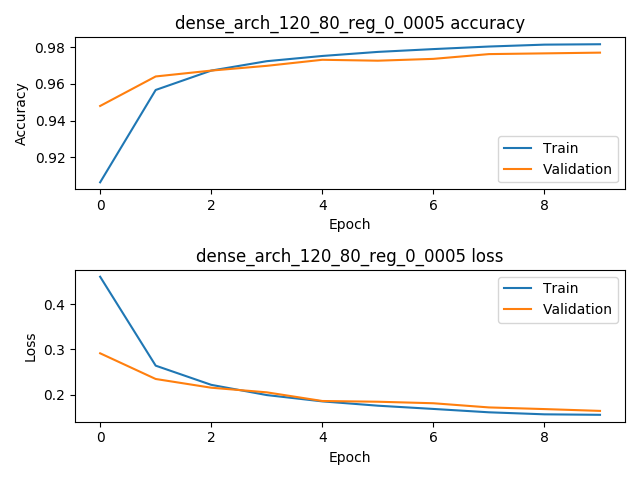 dense_arch_120_80_reg_0_0005 accuracy
0.98
0.96
0.94
0.92
Accuracy
Train
Validation
0 2 4 6 8
Epoch
dense_arch_120_80_reg_0_0005 loss
0.4
0.3
0.2
Loss
Train
Validation
0 2 4 6 8
Epoch